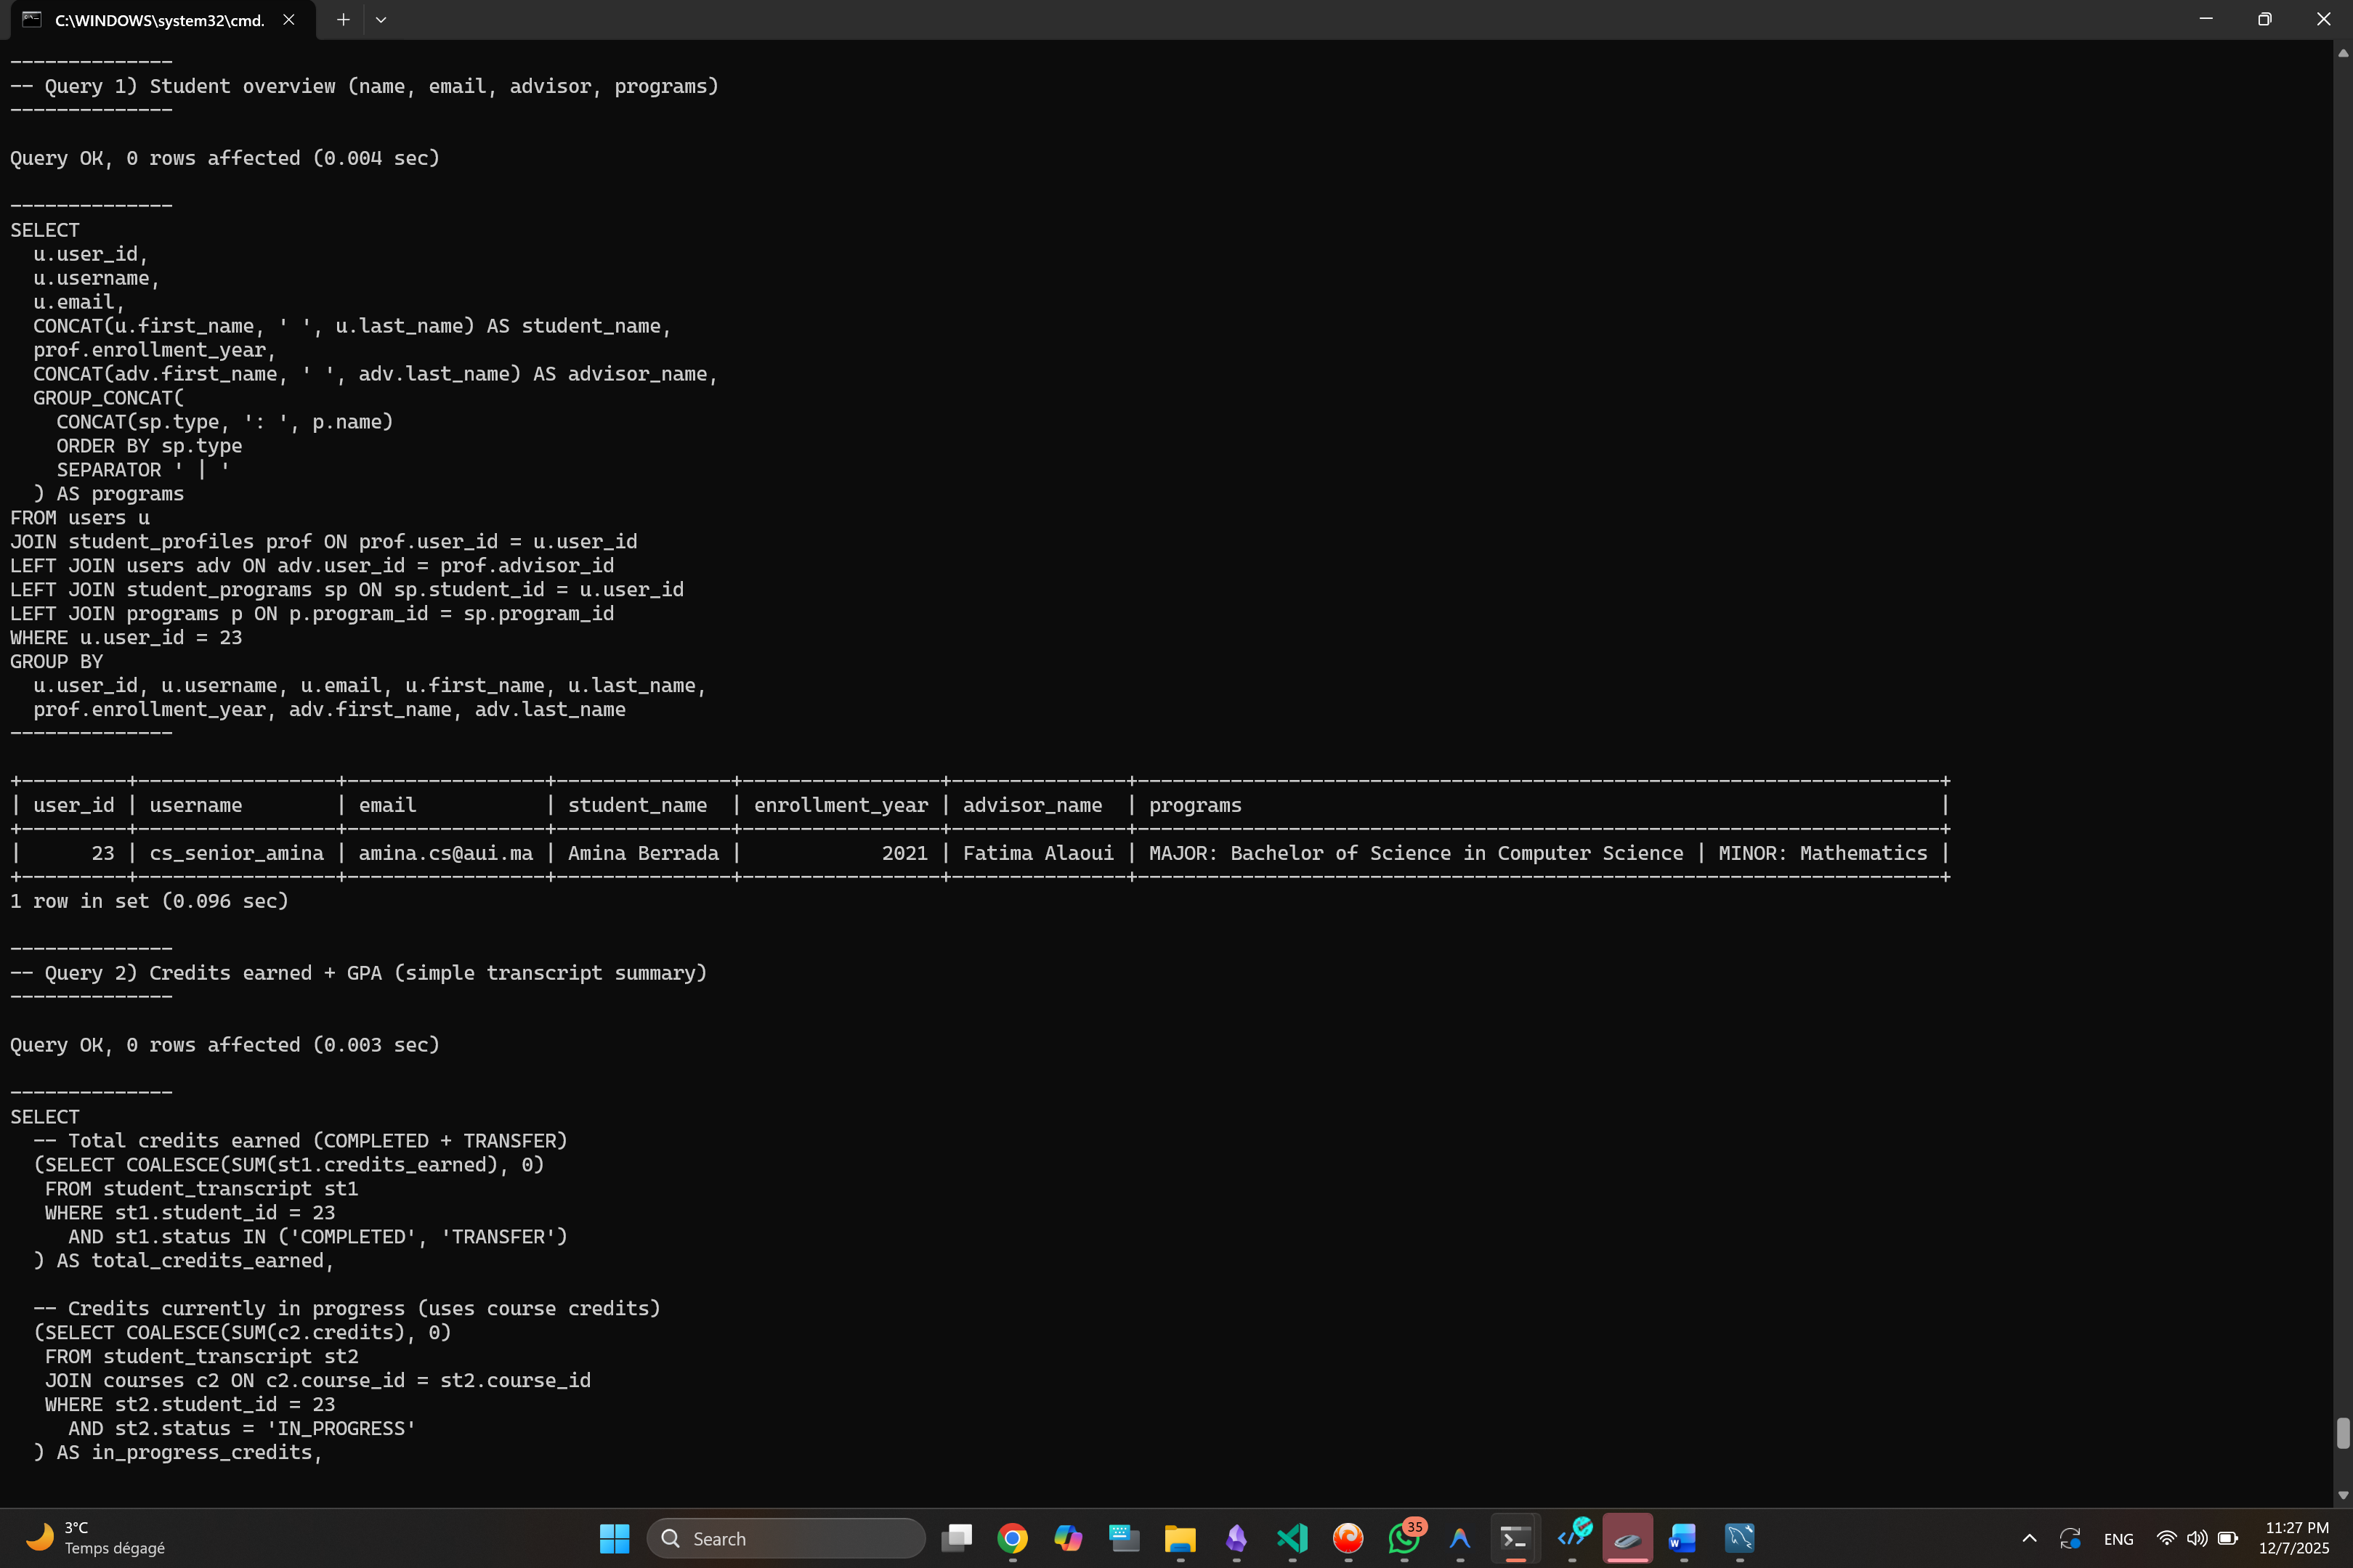 C:\WINDOWS\system32\cmd.
--------------
-- Query 1) Student overview (name, email, advisor, programs)
--------------

Query OK, 0 rows affected (0.004 sec)

--------------
SELECT
  u.user_id,
  u.username,
  u.email,
  CONCAT(u.first_name, ' ', u.last_name) AS student_name,
  prof.enrollment_year,
  CONCAT(adv.first_name, ' ', adv.last_name) AS advisor_name,
  GROUP_CONCAT(
    CONCAT(sp.type, ': ', p.name)
    ORDER BY sp.type
    SEPARATOR ' | '
  ) AS programs
FROM users u
JOIN student_profiles prof ON prof.user_id = u.user_id
LEFT JOIN users adv ON adv.user_id = prof.advisor_id
LEFT JOIN student_programs sp ON sp.student_id = u.user_id
LEFT JOIN programs p ON p.program_id = sp.program_id
WHERE u.user_id = 23
GROUP BY
  u.user_id, u.username, u.email, u.first_name, u.last_name,
  prof.enrollment_year, adv.first_name, adv.last_name
--------------

+---------+-----------------+-----------------+---------------+-----------------+---------------+---------------------------------------------------------------------+
| user_id | username        | email           | student_name  | enrollment_year | advisor_name  | programs                                                            |
+---------+-----------------+-----------------+---------------+-----------------+---------------+---------------------------------------------------------------------+
|      23 | cs_senior_amina | amina.cs@aui.ma | Amina Berrada |            2021 | Fatima Alaoui | MAJOR: Bachelor of Science in Computer Science | MINOR: Mathematics |
+---------+-----------------+-----------------+---------------+-----------------+---------------+---------------------------------------------------------------------+
1 row in set (0.096 sec)

--------------
-- Query 2) Credits earned + GPA (simple transcript summary)
--------------

Query OK, 0 rows affected (0.003 sec)

--------------
SELECT
  -- Total credits earned (COMPLETED + TRANSFER)
  (SELECT COALESCE(SUM(st1.credits_earned), 0)
   FROM student_transcript st1
   WHERE st1.student_id = 23
     AND st1.status IN ('COMPLETED', 'TRANSFER')
  ) AS total_credits_earned,

  -- Credits currently in progress (uses course credits)
  (SELECT COALESCE(SUM(c2.credits), 0)
   FROM student_transcript st2
   JOIN courses c2 ON c2.course_id = st2.course_id
   WHERE st2.student_id = 23
     AND st2.status = 'IN_PROGRESS'
  ) AS in_progress_credits,
3°C
Temps dégagé
Search
35
ENG
11:27 PM
12/7/2025